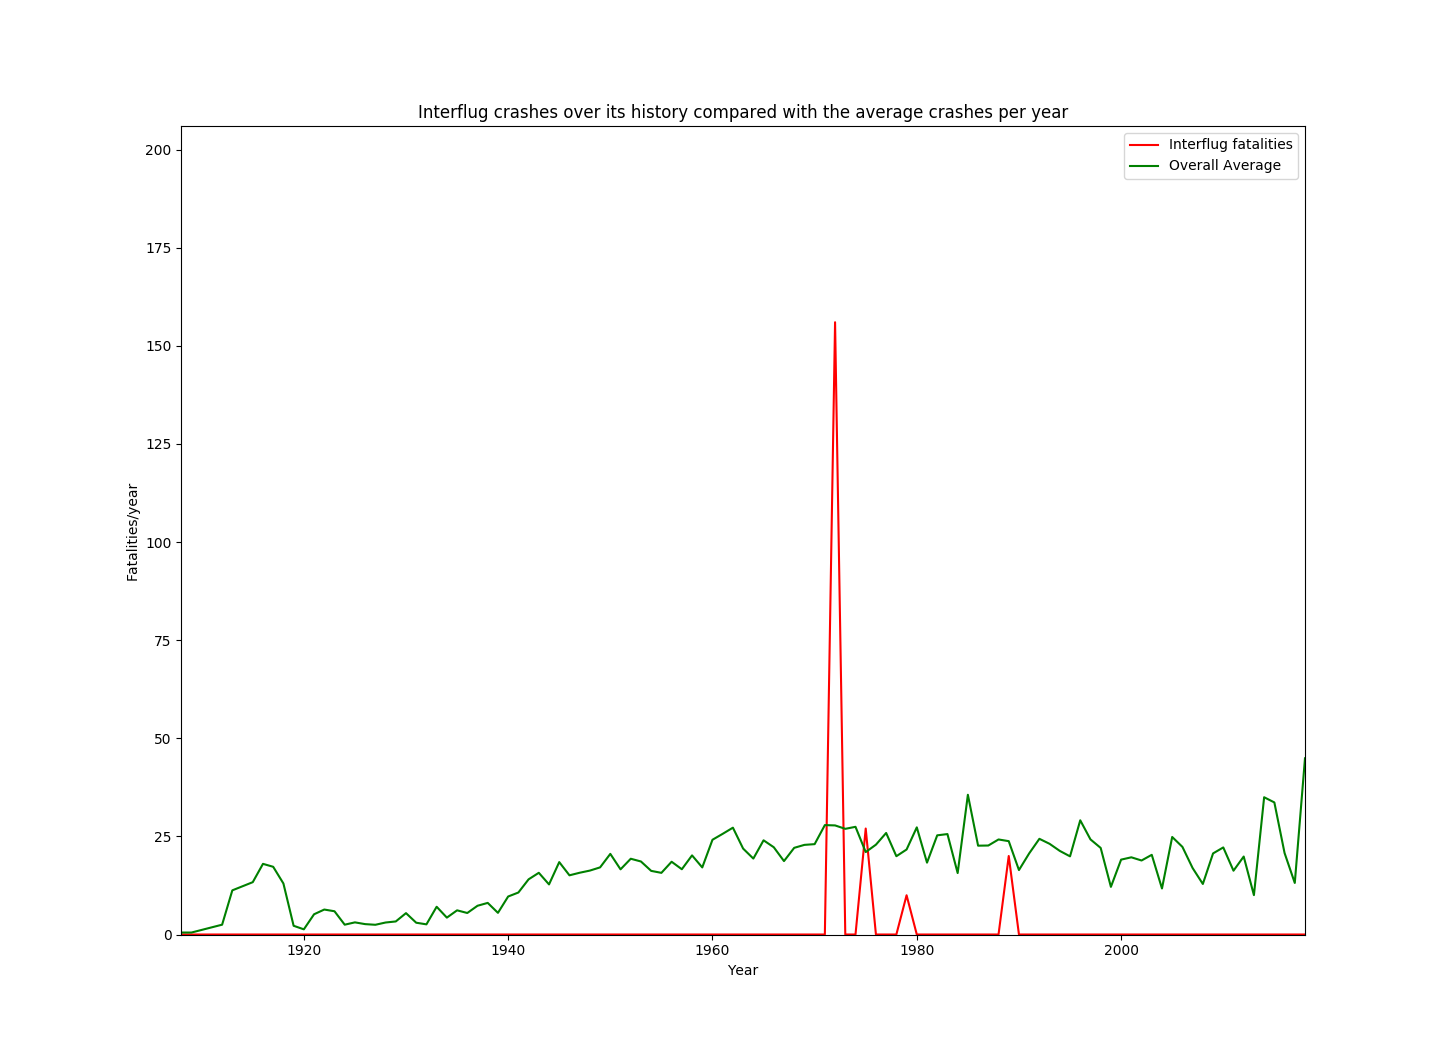 Interflug crashes over its history compared with the average crashes per year
Interflug fatalities
Overall Average
200
175
150
125
100
75
50
25
0
Fatalities/year
1920 1940 1960 1980 2000
Year